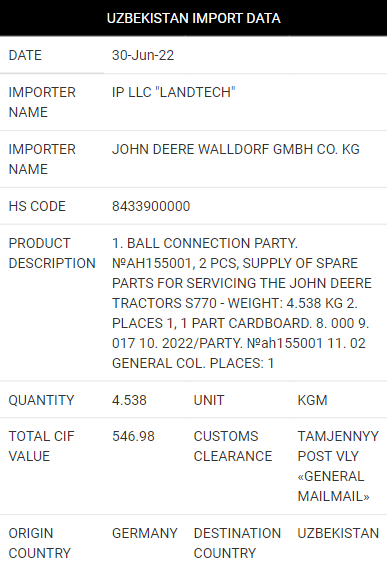 UZBEKISTAN IMPORT DATA
DATE 30-Jun-22
IMPORTER IP LLC "LANDTECH"
NAME
IMPORTER JOHN DEERE WALLDORF GMBH CO. KG
NAME
HS CODE 8433900000
PRODUCT 1. BALL CONNECTION PARTY.
DESCRIPTION №AH155001, 2 PCS, SUPPLY OF SPARE
PARTS FOR SERVICING THE JOHN DEERE
TRACTORS S770 - WEIGHT: 4.538 KG 2.
PLACES 1, 1 PART CARDBOARD. 8. 000 9.
017 10. 2022/PARTY. №ah155001 11. 02
GENERAL COL. PLACES: 1
QUANTITY 4.538 UNIT KGM
TOTAL CIF 546.98 CUSTOMS TAMJENNYY
VALUE CLEARANCE POST VLY
«GENERAL
MAILMAIL»
ORIGIN GERMANY DESTINATION UZBEKISTAN
COUNTRY COUNTRY